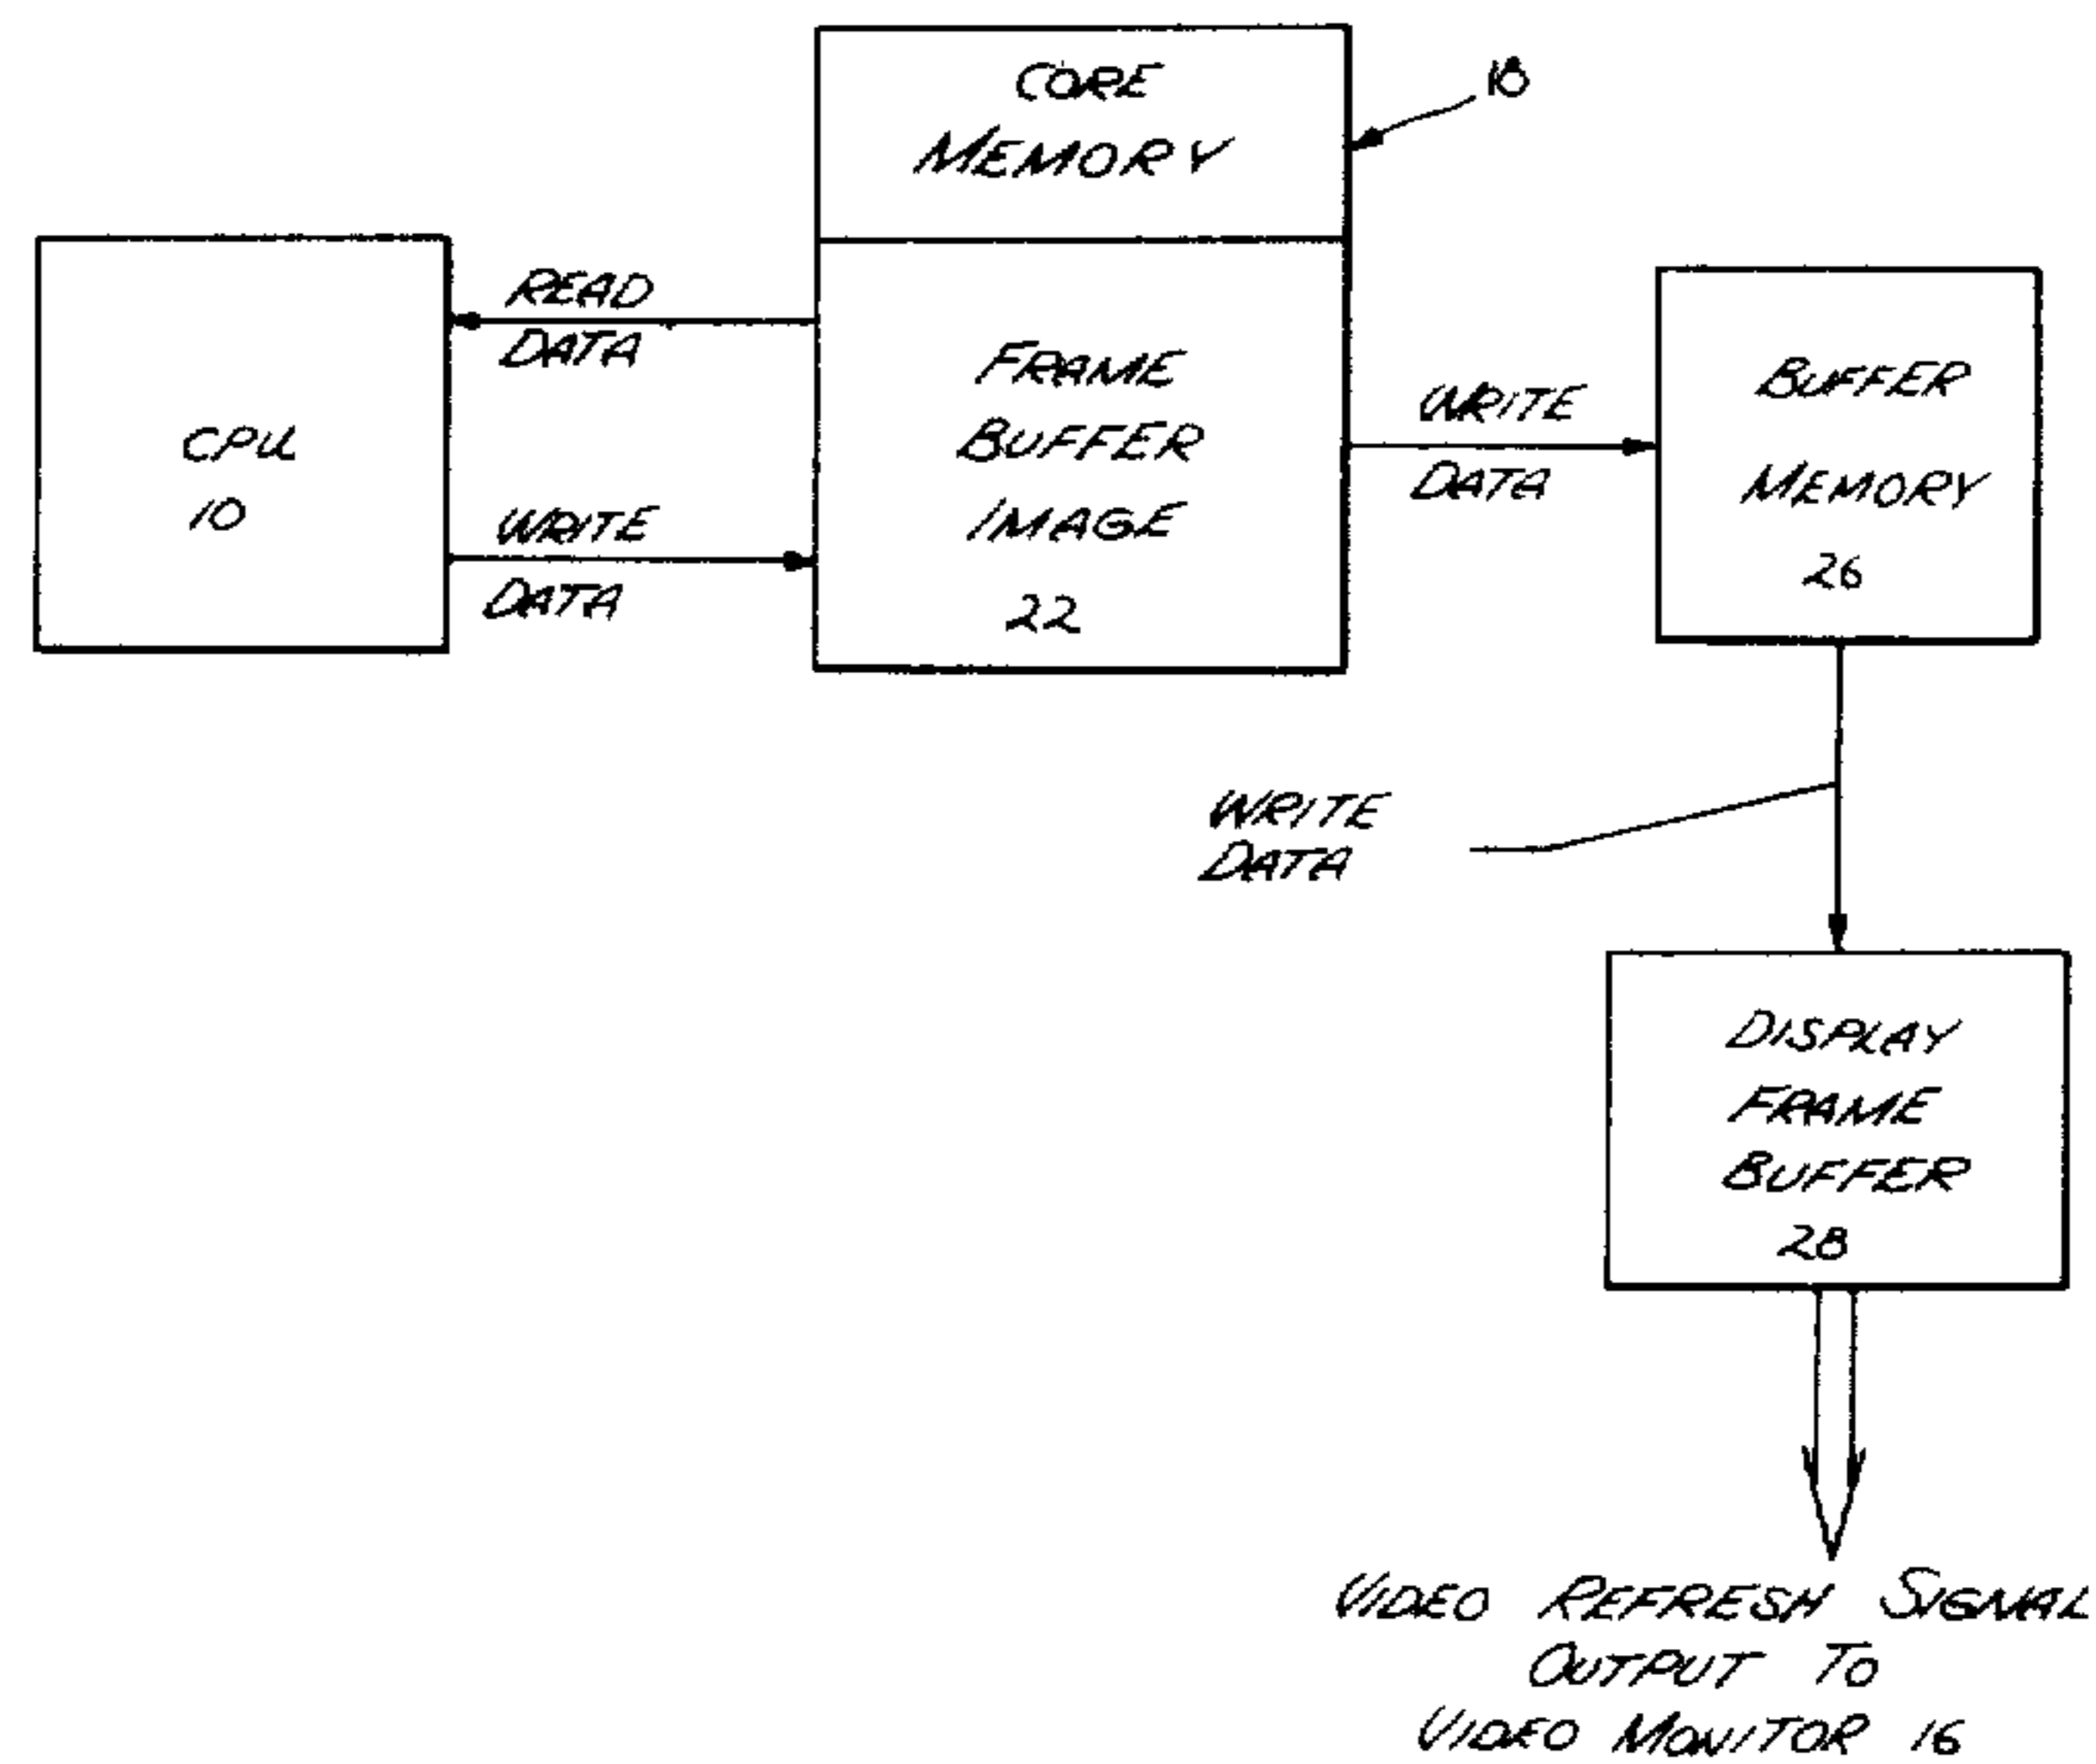 CORE
MEMORY
18
READ
DATA
CPU
10
WRITE
DATA
FRAME
BUFFER
IMAGE
22
WRITE
DATA
BUFFER
MEMORY
26
WRITE
DATA
DISPLAY
FRAME
BUFFER
28
VIDEO REFRESH SIGNAL
OUTPUT TO
VIDEO MONITOR 16